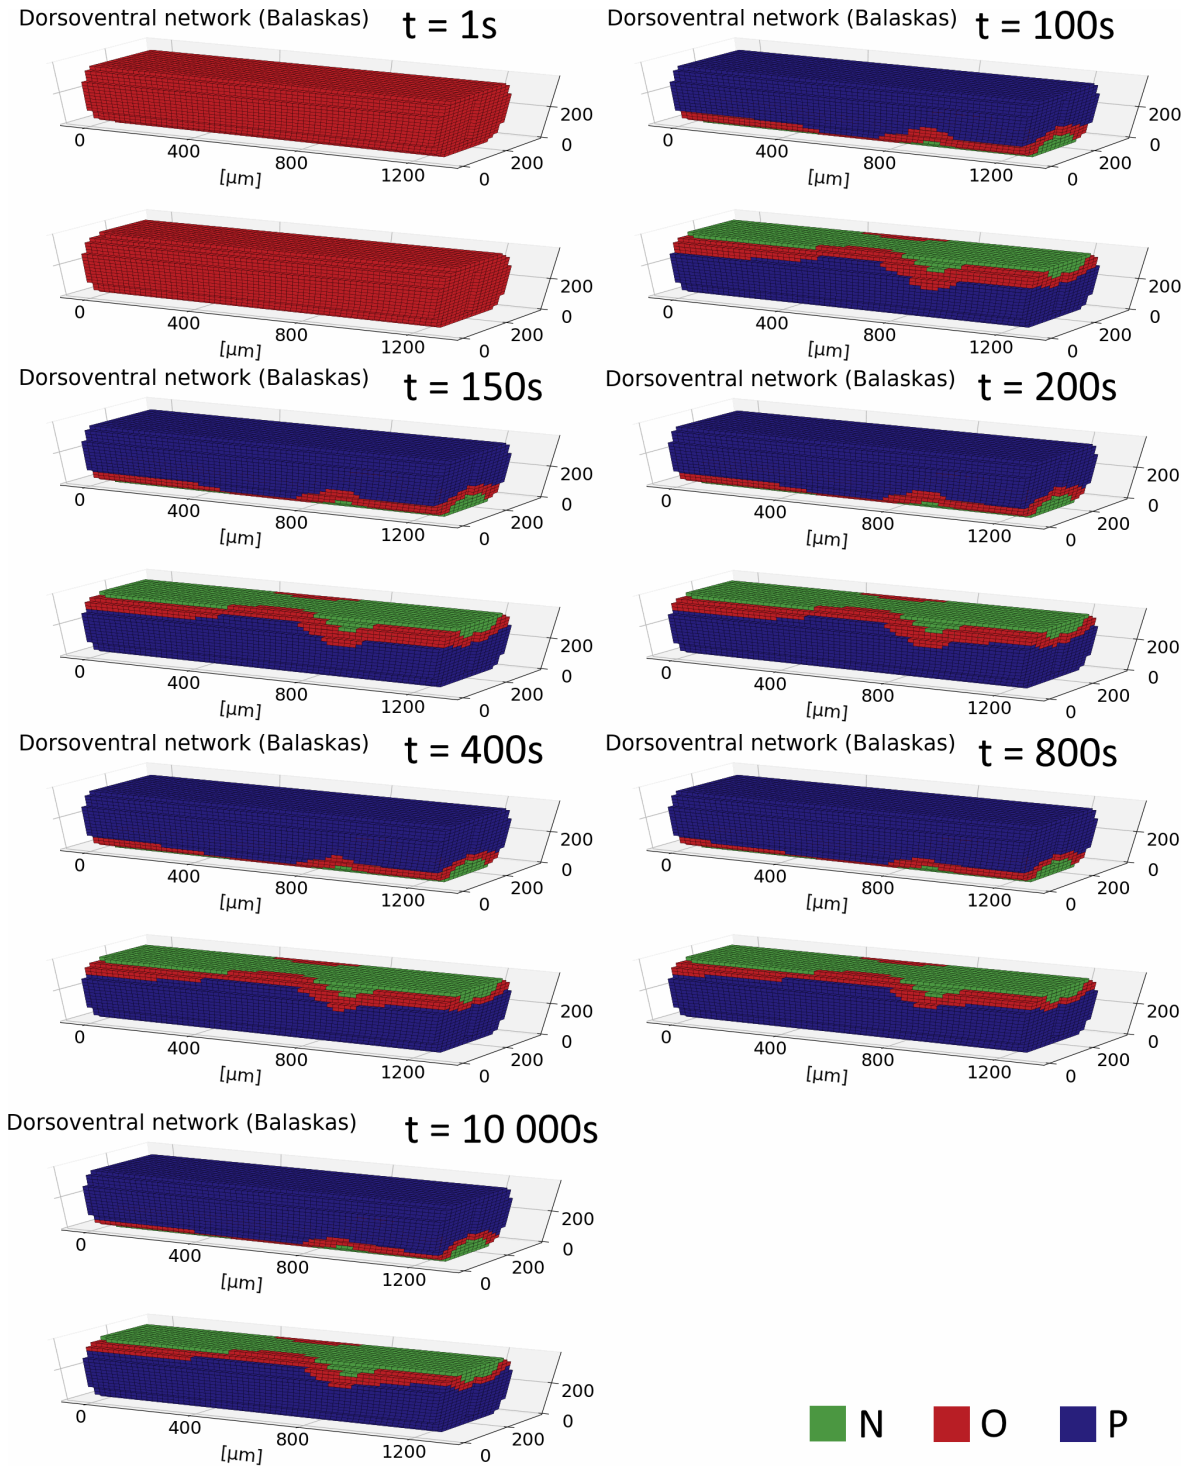 Dorsoventral network (Balaskas) t = 1s
200
0
0 400 800 1200 200
[µm] 0
200
0
0 400 800 1200 200
[µm] 0
Dorsoventral network (Balaskas) t = 100s
200
0
0 400 800 1200 200
[µm] 0
200
0
0 400 800 1200 200
[µm] 0
Dorsoventral network (Balaskas) t = 150s
200
0
0 400 800 1200 200
[µm] 0
200
0
0 400 800 1200 200
[µm] 0
Dorsoventral network (Balaskas) t = 200s
200
0
0 400 800 1200 200
[µm] 0
200
0
0 400 800 1200 200
[µm] 0
Dorsoventral network (Balaskas) t = 400s
200
0
0 400 800 1200 200
[µm] 0
200
0
0 400 800 1200 200
[µm] 0
Dorsoventral network (Balaskas) t = 800s
200
0
0 400 800 1200 200
[µm] 0
200
0
0 400 800 1200 200
[µm] 0
Dorsoventral network (Balaskas) t = 10 000s
200
0
0 400 800 1200 200
[µm] 0
200
0
0 400 800 1200 200
[µm] 0
N O P